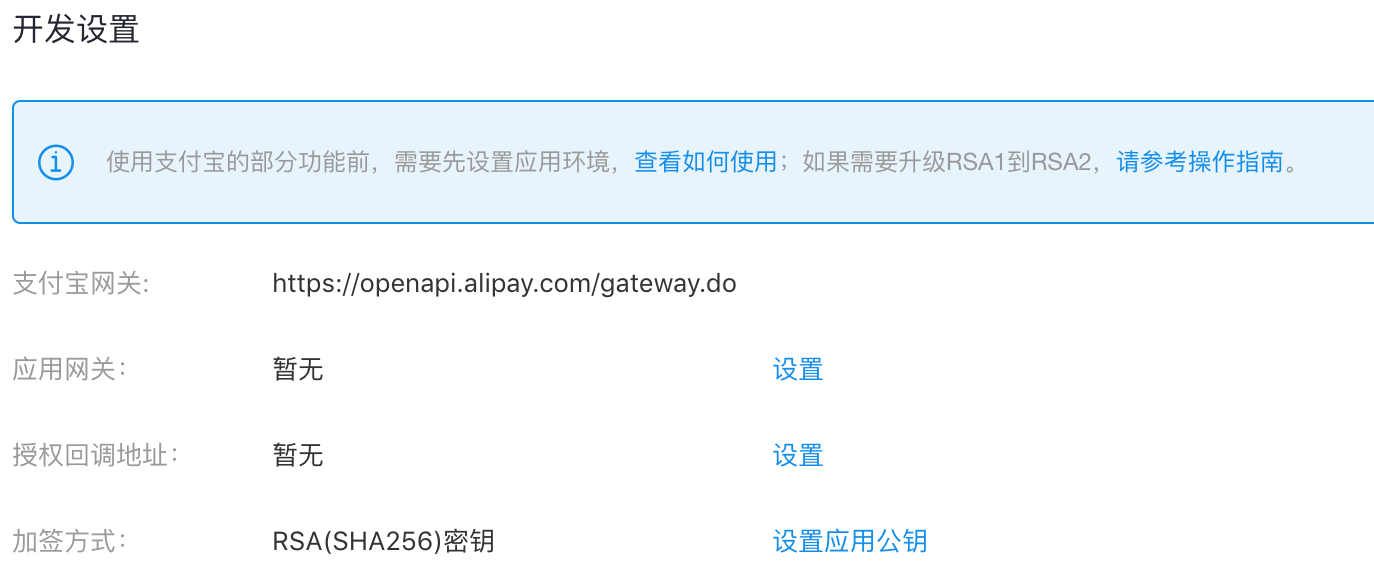 开发设置
使用支付宝的部分功能前，需要先设置应用环境，查看如何使用；如果需要升级RSA1到RSA2，请参考操作指南。
支付宝网关: https://openapi.alipay.com/gateway.do
应用网关： 暂无 设置
授权回调地址： 暂无 设置
加签方式： RSA(SHA256)密钥 设置应用公钥